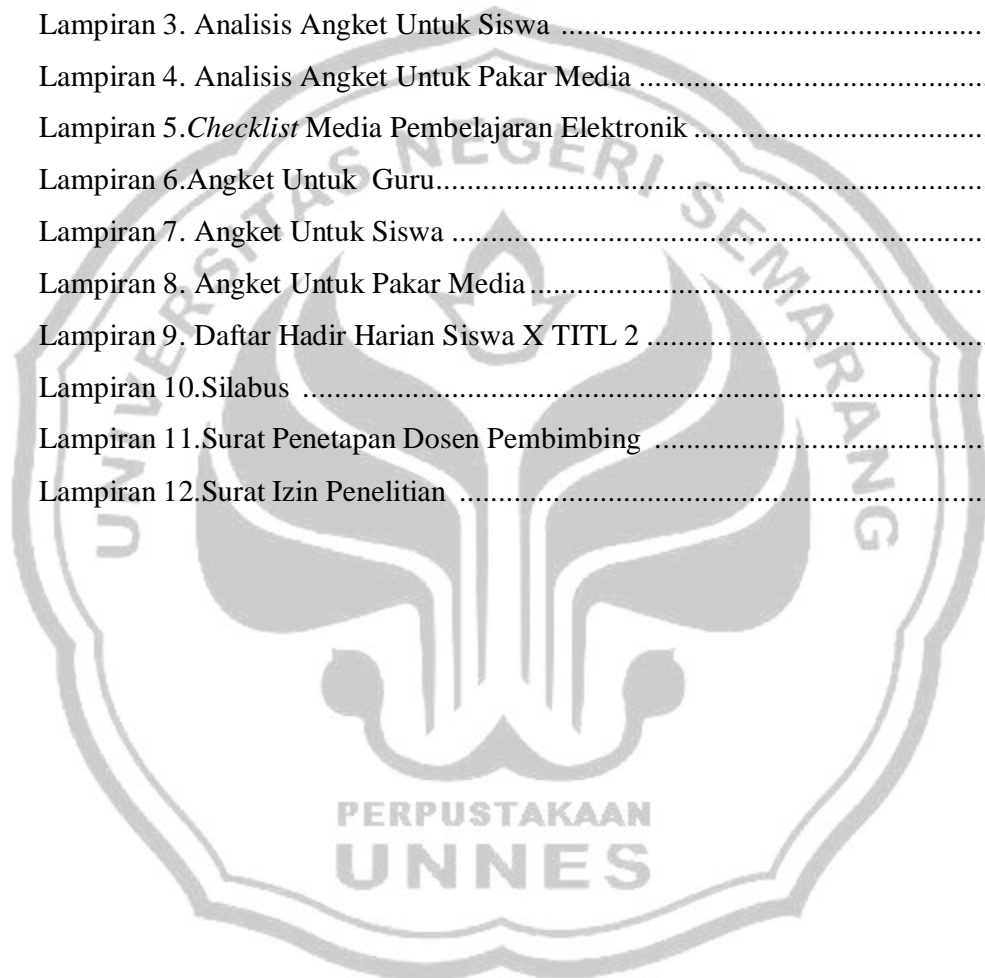 Lampiran 3. Analisis Angket Untuk Siswa ......................................................
Lampiran 4. Analisis Angket Untuk Pakar Media ............................................
Lampiran 5.Checklist Media Pembelajaran Elektronik .....................................
Lampiran 6.Angket Untuk  Guru.......................................................................
Lampiran 7. Angket Untuk Siswa .....................................................................
Lampiran 8. Angket Untuk Pakar Media...........................................................
Lampiran 9. Daftar Hadir Harian Siswa X TITL 2 ...........................................
Lampiran 10.Silabus  .........................................................................................
Lampiran 11.Surat Penetapan Dosen Pembimbing  ..........................................
Lampiran 12.Surat Izin Penelitian  ....................................................................
UNIVERSITAS NEGERI SEMARANG
PERPUSTAKAAN
UNNES